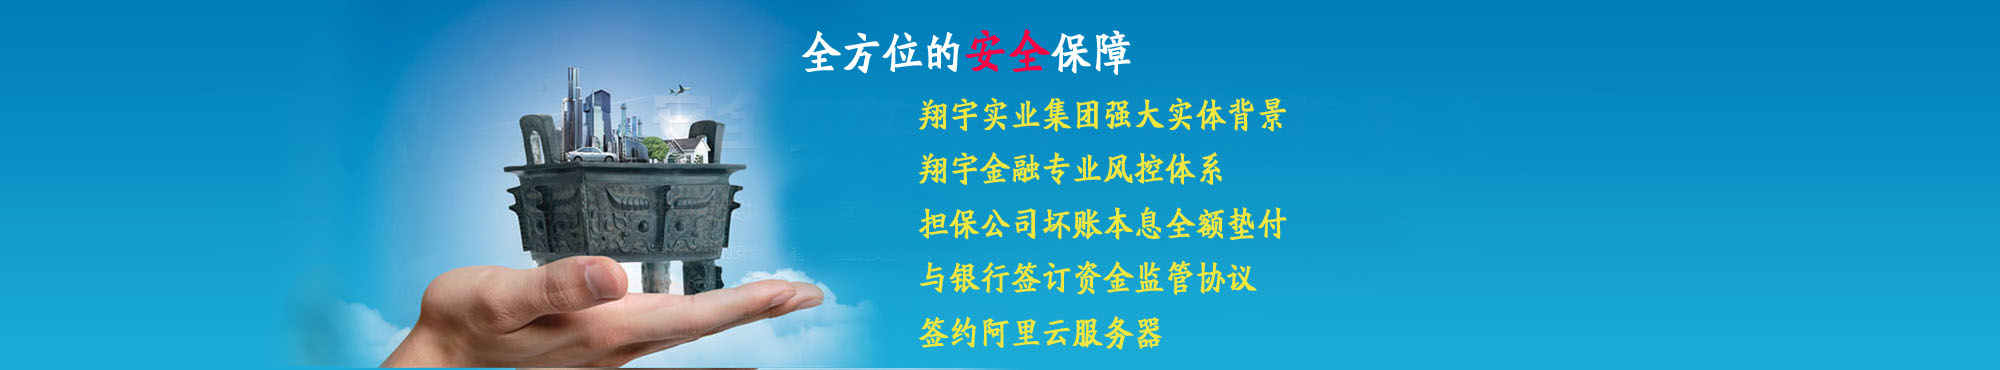 全方位的安全保障
翔宇实业集团强大实体背景
翔宇金融专业风控体系
担保公司坏账本息全额垫付
与银行签订资金监管协议
签约阿里云服务器